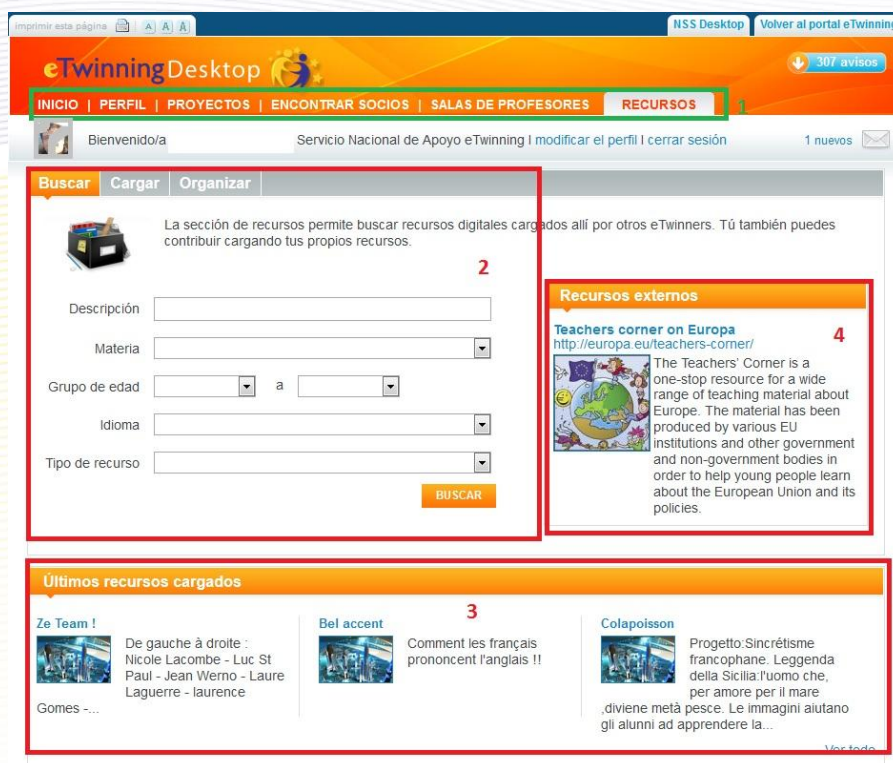 imprimir esta página A A A NSS Desktop Volver al portal eTwinning
eTwinning Desktop 307 avisos
INICIO | PERFIL | PROYECTOS | ENCONTRAR SOCIOS | SALAS DE PROFESORES RECURSOS 1
Bienvenido/a Servicio Nacional de Apoyo eTwinning I modificar el perfil I cerrar sesión 1 nuevos
Buscar Cargar Organizar
La sección de recursos permite buscar recursos digitales cargados allí por otros eTwinners. Tú también puedes
contribuir cargando tus propios recursos.
2
Descripción
Materia
Grupo de edad a
Idioma
Tipo de recurso
BUSCAR
Recursos externos
Teachers corner on Europa
http://europa.eu/teachers-corner/
4
The Teachers' Corner is a
one-stop resource for a wide
range of teaching material about
Europe. The material has been
produced by various EU
institutions and other government
and non-government bodies in
order to help young people learn
about the European Union and its
policies.
Últimos recursos cargados
3
Ze Team !
De gauche à droite :
Nicole Lacombe - Luc St
Paul - Jean Werno - Laure
Laguerre - laurence
Gomes -...
Bel accent
Comment les français
prononcent l'anglais !!
Colapoisson
Progetto:Sincrétisme
francophane. Leggenda
della Sicilia:l'uomo che,
per amore per il mare
,diviene metà pesce. Le immagini aiutano
gli alunni ad apprendere la...
Ver todo